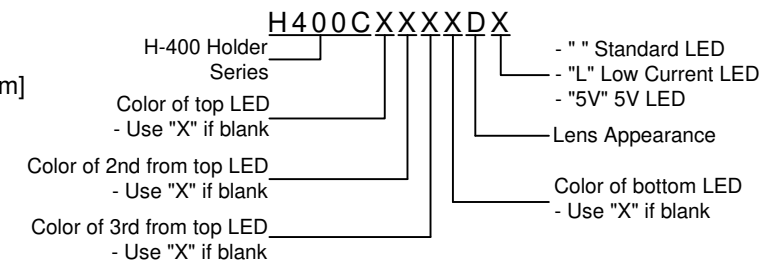 H400CXXXXDX
H-400 Holder
Series
m]
Color of top LED
- Use "X" if blank
Color of 2nd from top LED
- Use "X" if blank
Color of 3rd from top LED
- Use "X" if blank
- " " Standard LED
- "L" Low Current LED
- "5V" 5V LED
Lens Appearance
Color of bottom LED
- Use "X" if blank